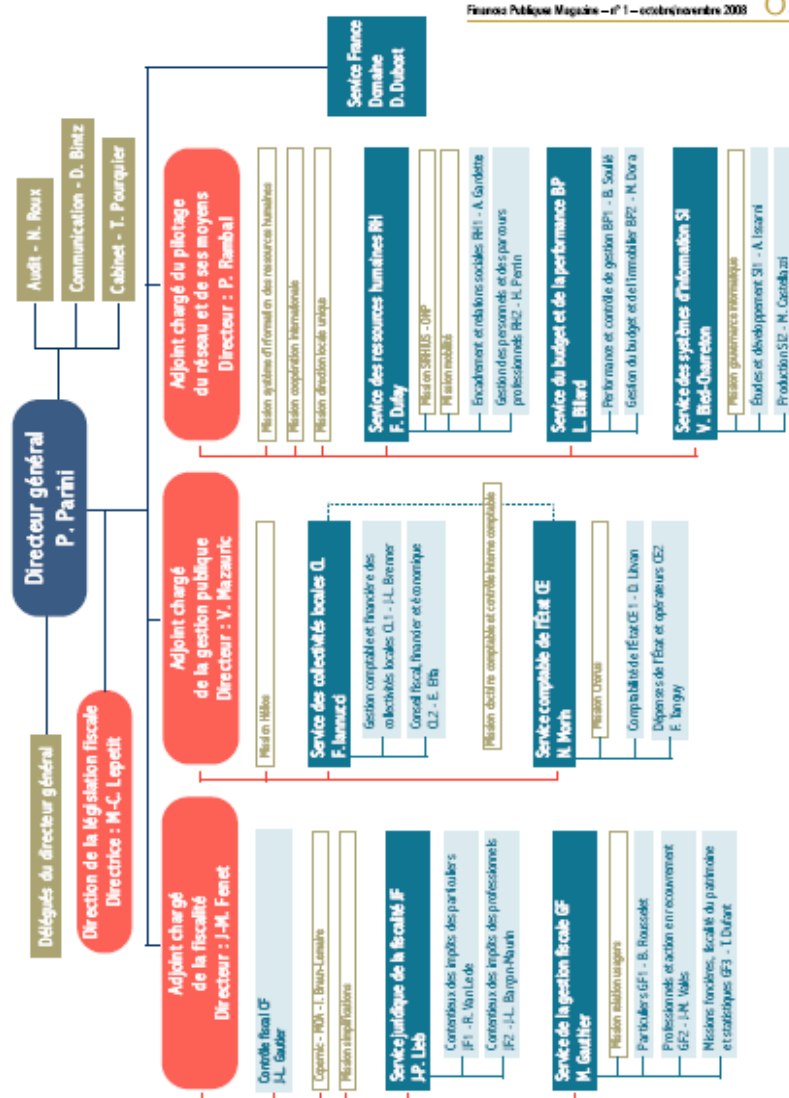 Finances Publiques Magazine – n° 1 – octobre/novembre 2008
Directeur général
P. Parini
Audit - N. Roux
Communication - D. Bintz
Cabinet - T. Pourquier
Délégués du directeur général
Direction de la législation fiscale
Directrice : M-C. Lepetit
Adjoint chargé
de la fiscalité
Directeur : J-M. Fenet
Contrôle fiscal CF
J-L. Gautier
Copernic - MOA - I. Braun-Lemaire
Mission simplifications
Service juridique de la fiscalité JF
J-P. Lieb
Contentieux des impôts des particuliers
JF1 - R. Van Lede
Contentieux des impôts des professionnels
JF2 - J-L. Barçon-Maurin
Service de la gestion fiscale GF
M. Gauthier
Mission relation usagers
Particuliers GF1 - B. Rousselet
Professionnels et action en recouvrement
GF2 - J-M. Valès
Missions foncières, fiscalité du patrimoine
et statistiques GF3 - T. Dufant
Adjoint chargé
de la gestion publique
Directeur : V. Mazauric
Mission Hélios
Service des collectivités locales CL
F. Iannucci
Gestion comptable et financière des
collectivités locales CL1 - J-L. Brenner
Conseil fiscal, financier et économique
CL2 - E. Effa
Mission doctrine comptable et contrôle interne comptable
Service comptable de l'État CE
N. Morin
Mission Chorus
Comptabilité de l'État CE1 - D. Litvan
Dépenses de l'État et opérateurs CE2
F. Tanguy
Adjoint chargé du pilotage
du réseau et de ses moyens
Directeur : P. Rambal
Mission système d'information des ressources humaines
Mission coopération internationale
Mission direction locale unique
Service des ressources humaines RH
F. Dufay
Mission SIRHIUS - ONP
Mission mobilité
Encadrement et relations sociales RH1 - A. Gardette
Gestion des personnels et des parcours
professionnels RH2 - H. Perrin
Service du budget et de la performance BP
L. Billard
Performance et contrôle de gestion BP1 - B. Soulié
Gestion du budget et de l'immobilier BP2 - M. Dora
Service des systèmes d'information SI
V. Bied-Charreton
Mission gouvernance informatique
Études et développement SI1 - A. Issarni
Production SI2 - M. Castellazzi
Service France
Domaine
D. Dubost